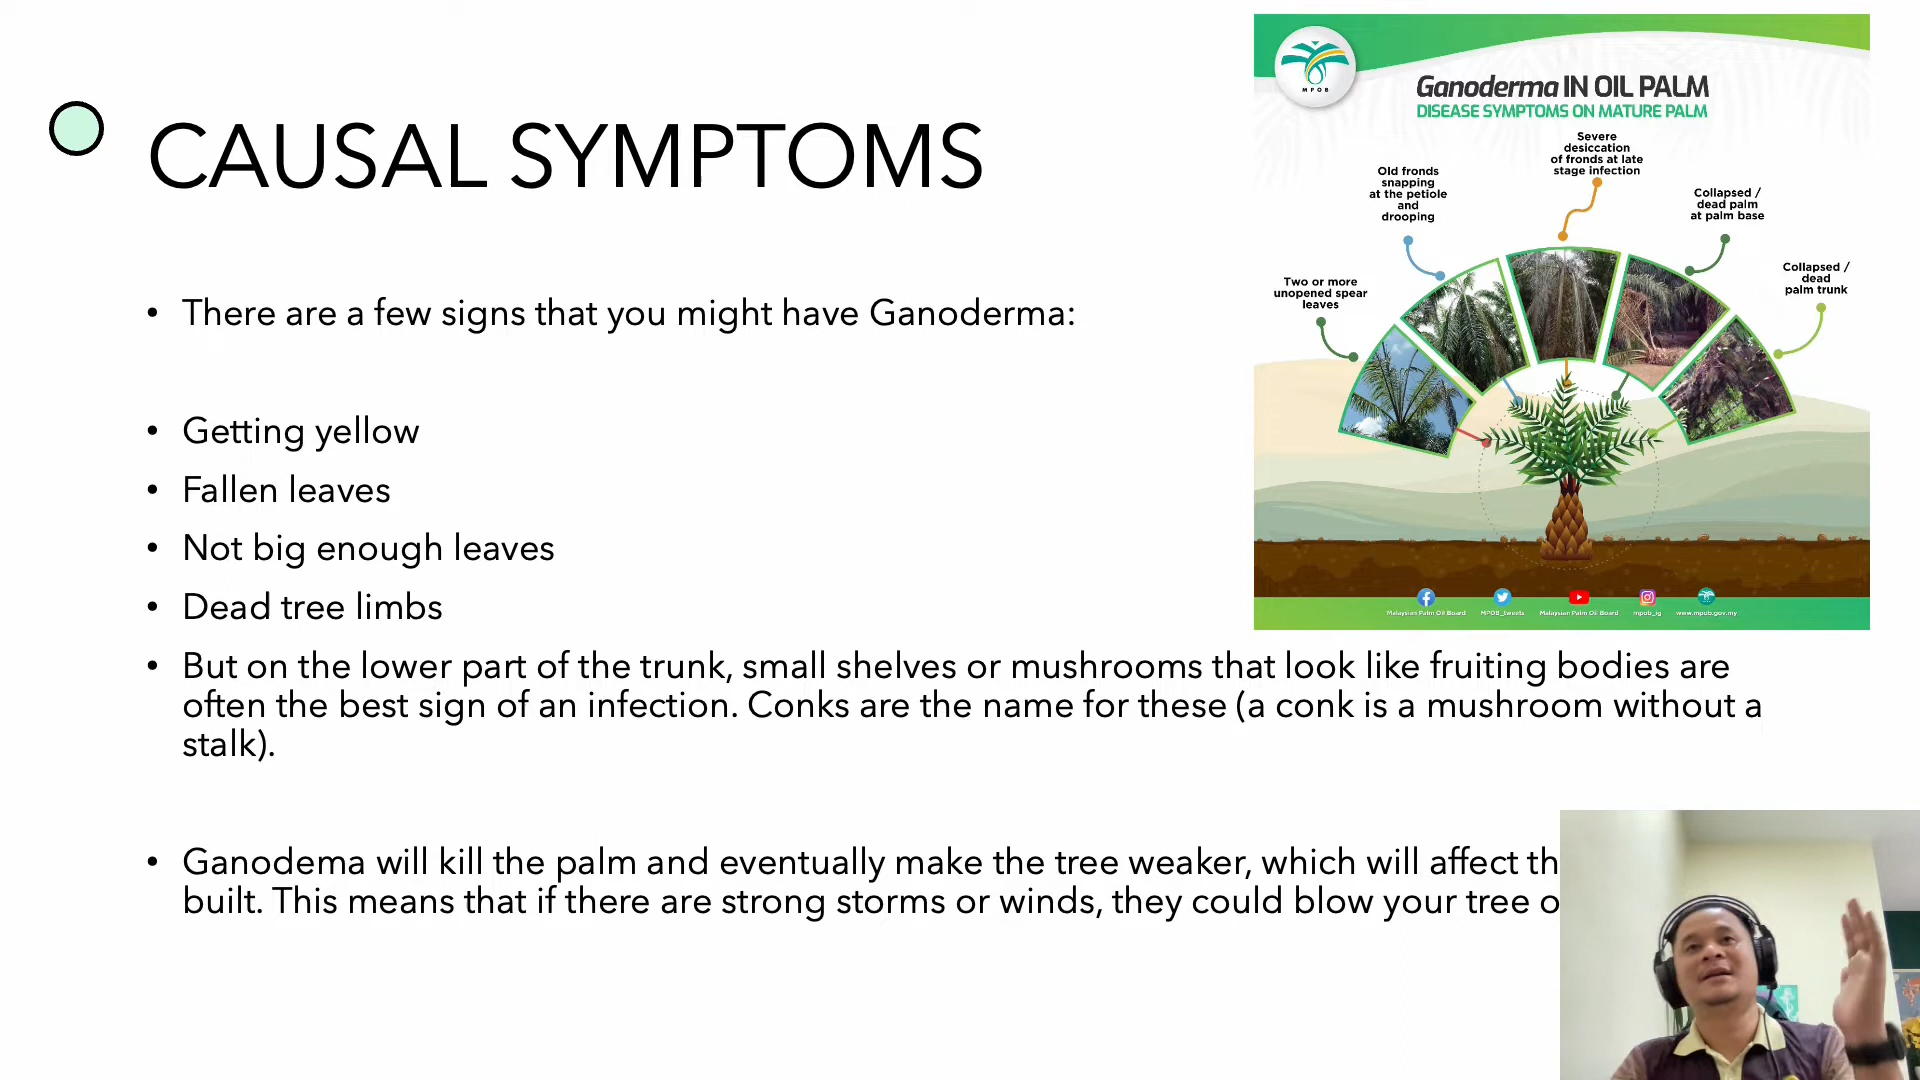 CAUSAL SYMPTOMS
• There are a few signs that you might have Ganoderma:
• Getting yellow
• Fallen leaves
• Not big enough leaves
• Dead tree limbs
• But on the lower part of the trunk, small shelves or mushrooms that look like fruiting bodies are
often the best sign of an infection. Conks are the name for these (a conk is a mushroom without a
stalk).
• Ganodema will kill the palm and eventually make the tree weaker, which will affect th
built. This means that if there are strong storms or winds, they could blow your tree o
MPOB
Ganoderma IN OIL PALM
DISEASE SYMPTOMS ON MATURE PALM
Two or more
unopened spear
leaves
Old fronds
snapping
at the petiole
and
drooping
Severe
desiccation
of fronds at late
stage infection
Collapsed /
dead palm
at palm base
Collapsed /
dead
palm trunk
Malaysian Palm Oil Board
MPOB_tweets
Malaysian Palm Oil Board
mpob_ig
www.mpob.gov.my